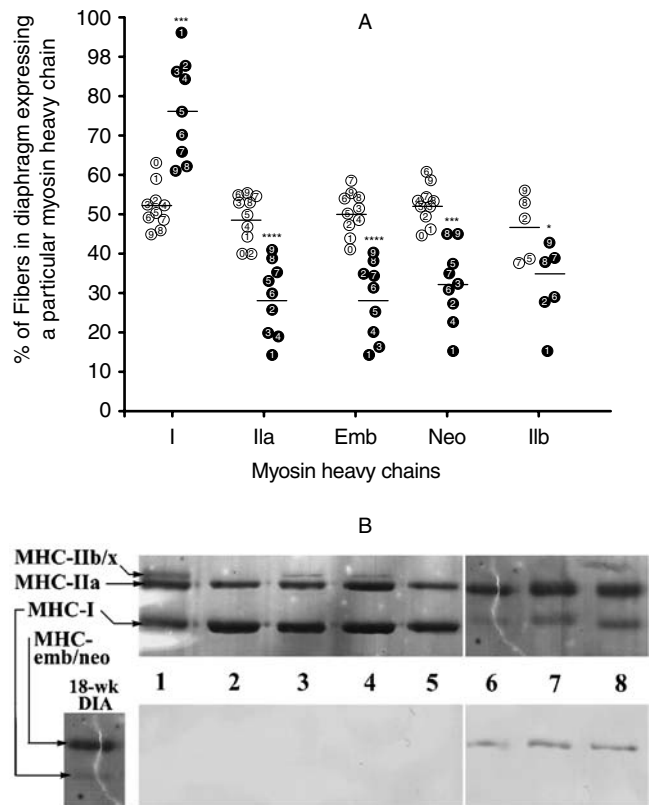 A
% of Fibers in diaphragm expressing
a particular myosin heavy chain
100
98
80
70
60
50
40
30
20
10
0
***
****
****
***
*
I IIa Emb Neo IIb
Myosin heavy chains
B
MHC-IIb/x
MHC-IIa
MHC-I
MHC-
emb/neo
18-wk
DIA
1 2 3 4 5 6 7 8